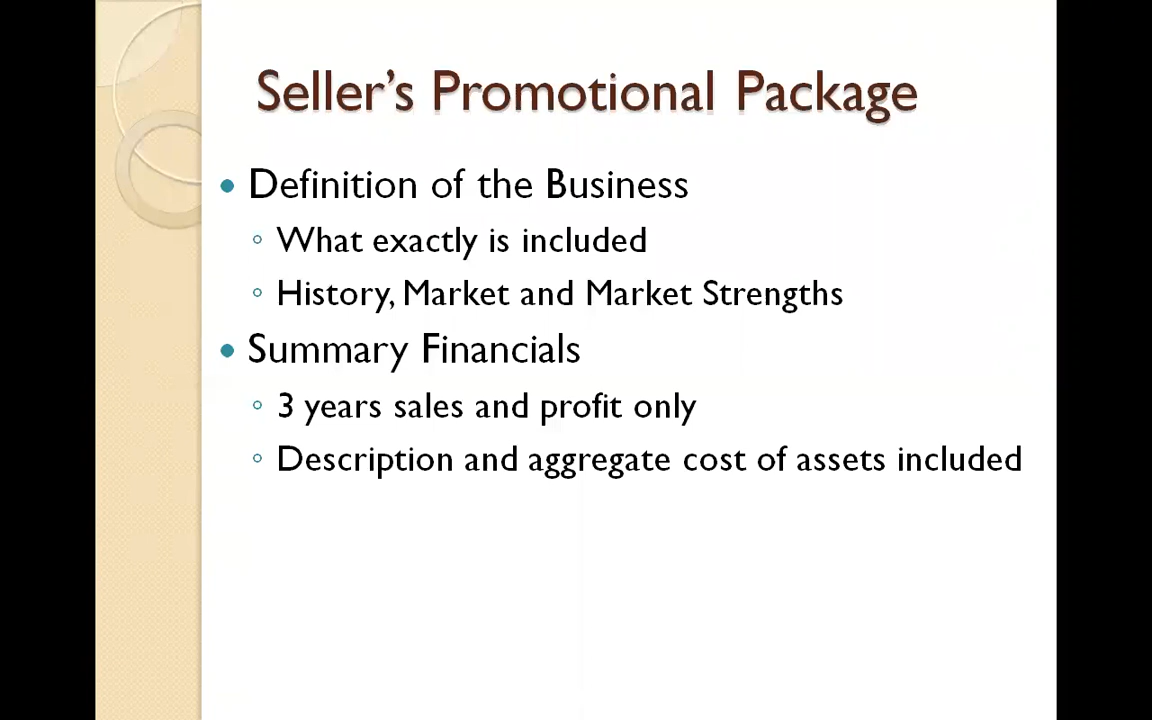 Seller’s Promotional Package
• Definition of the Business
◦ What exactly is included
◦ History, Market and Market Strengths
• Summary Financials
◦ 3 years sales and profit only
◦ Description and aggregate cost of assets included